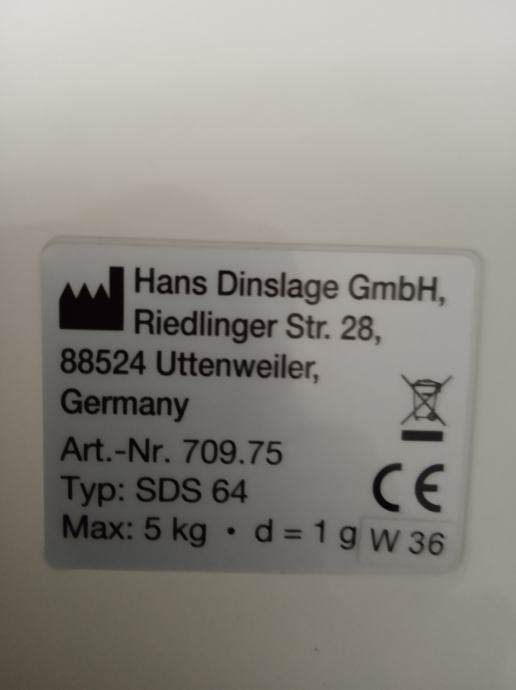 Hans Dinslage GmbH,
Riedlinger Str. 28,
88524 Uttenweiler,
Germany
Art.-Nr. 709.75
Typ: SDS 64
CE
Max: 5 kg · d = 1 g W 36